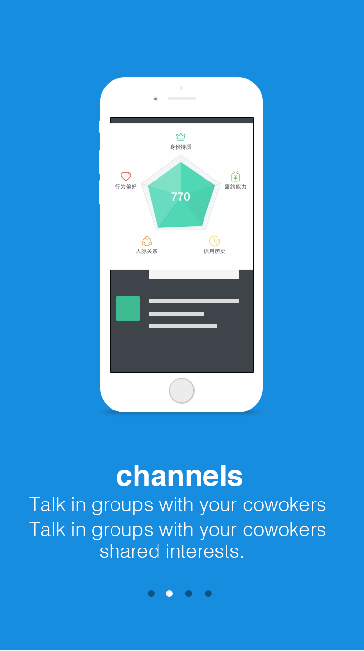 身份特质
行为偏好
履约能力
770
人脉关系
信用历史
channels
Talk in groups with your cowokers
Talk in groups with your cowokers
shared interests.